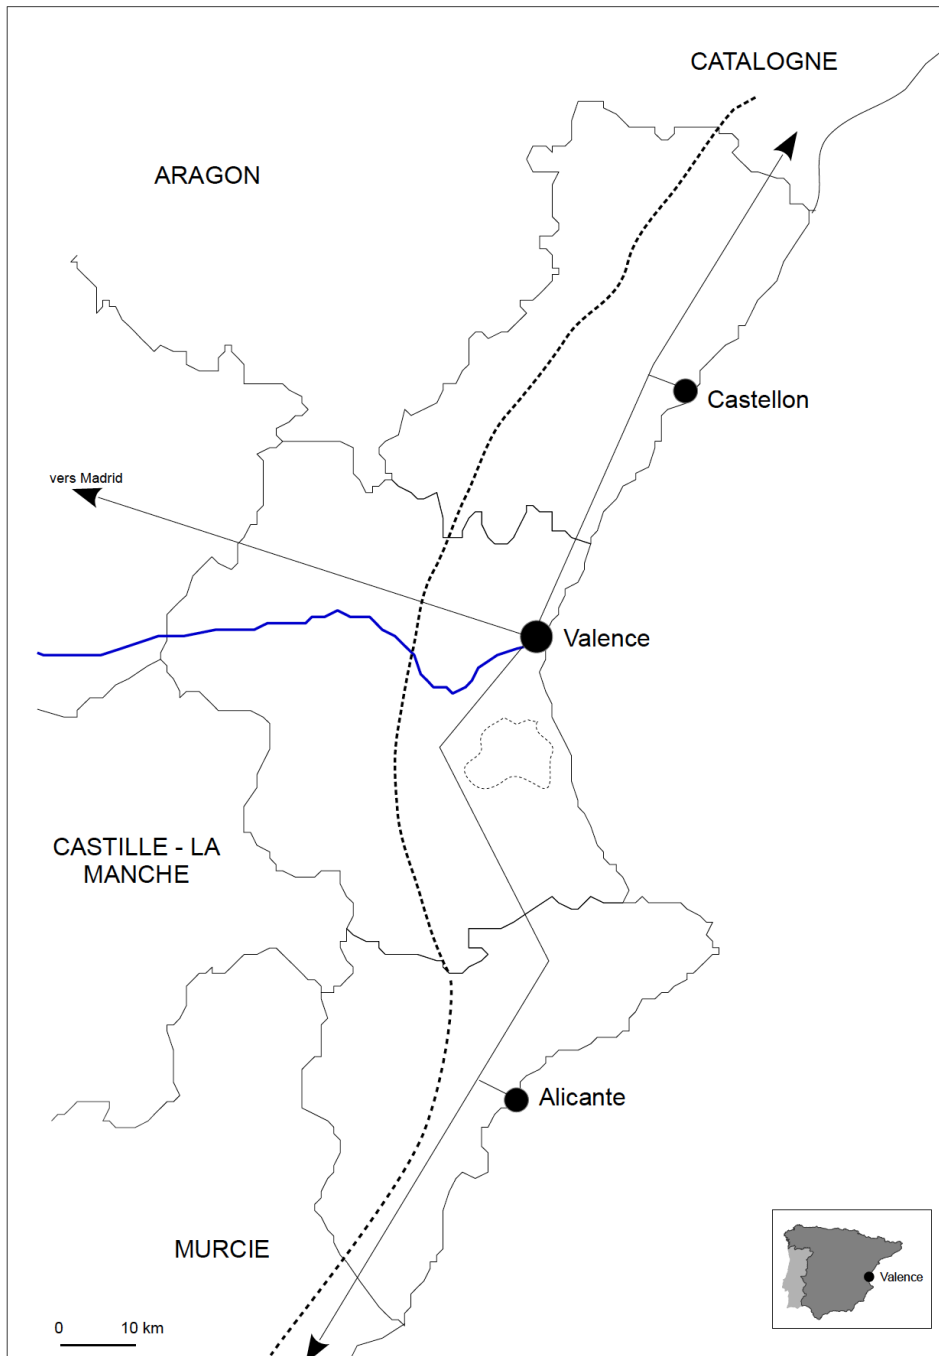 CATALOGNE
ARAGON
Castellon
vers Madrid
Valence
CASTILLE - LA
MANCHE
Alicante
MURCIE
Valence
0 10 km